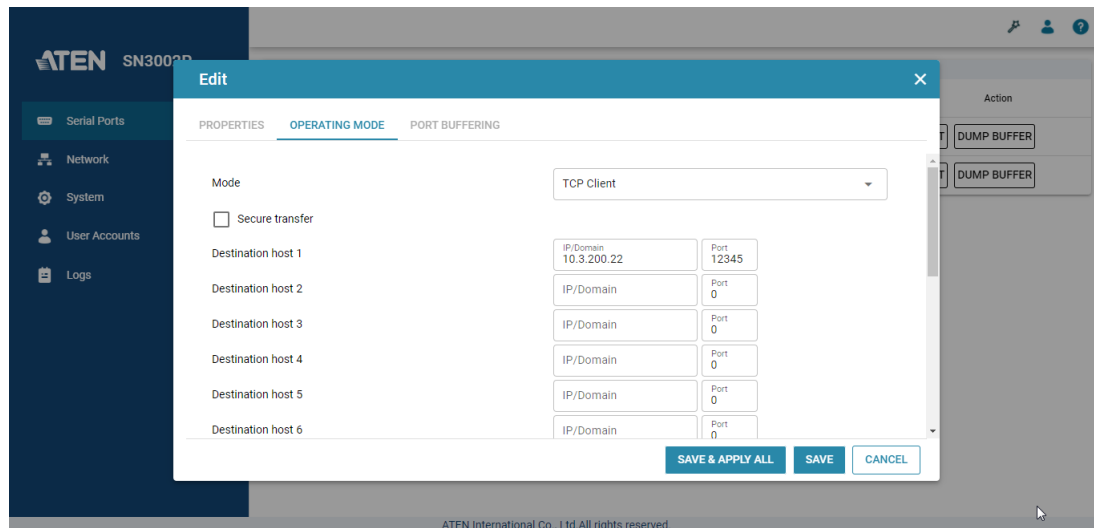 ATEN SN3002P
Edit
Action
Serial Ports
PROPERTIES OPERATING MODE PORT BUFFERING
T DUMP BUFFER
Network
Mode TCP Client
T DUMP BUFFER
System
Secure transfer
User Accounts
Destination host 1 IP/Domain 10.3.200.22 Port 12345
Logs
Destination host 2 IP/Domain Port 0
Destination host 3 IP/Domain Port 0
Destination host 4 IP/Domain Port 0
Destination host 5 IP/Domain Port 0
Destination host 6 IP/Domain Port 0
SAVE & APPLY ALL SAVE CANCEL
ATEN International Co., Ltd All rights reserved